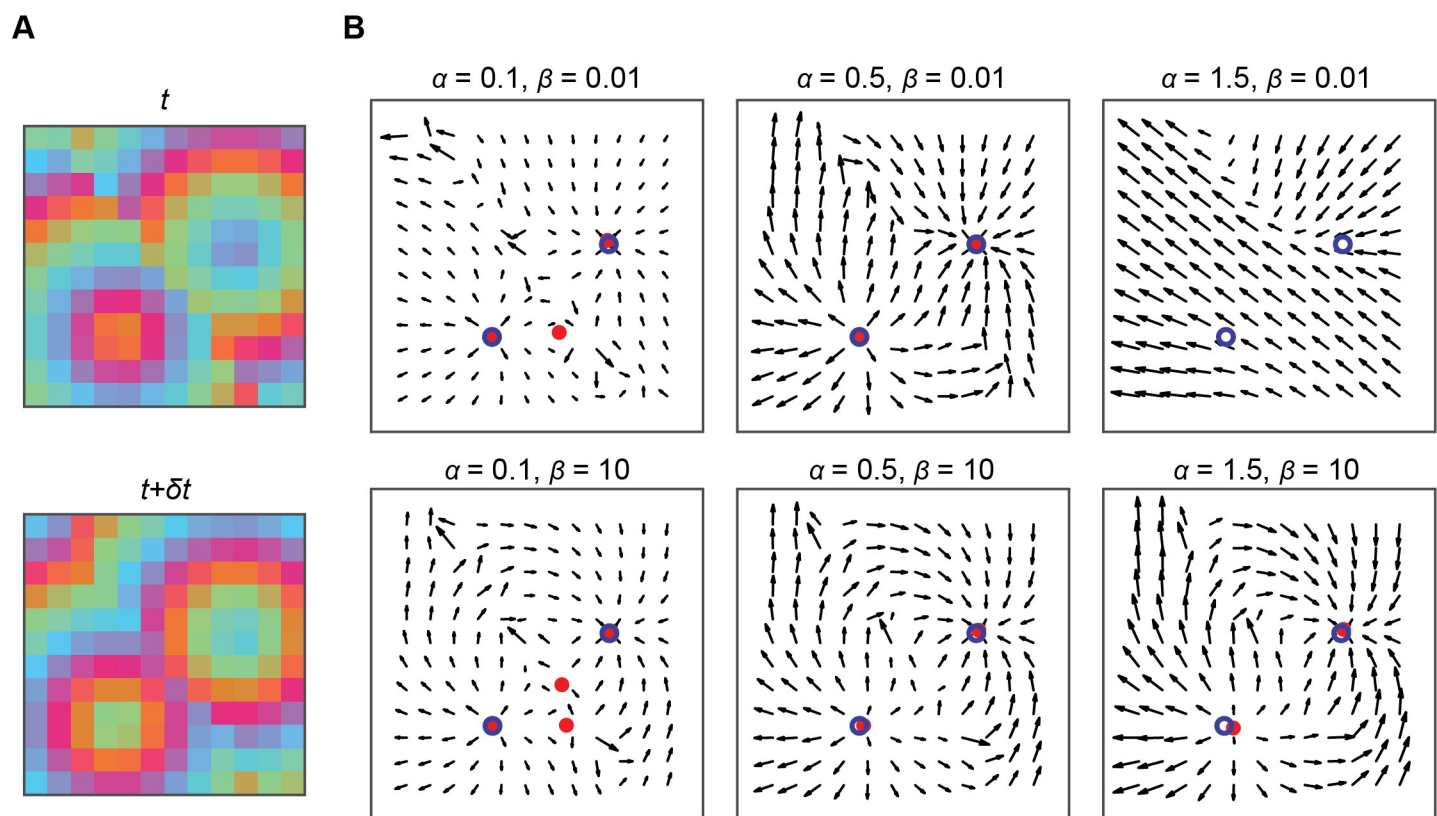 A
B
t
α = 0.1, β = 0.01
α = 0.5, β = 0.01
α = 1.5, β = 0.01
t+δt
α = 0.1, β = 10
α = 0.5, β = 10
α = 1.5, β = 10